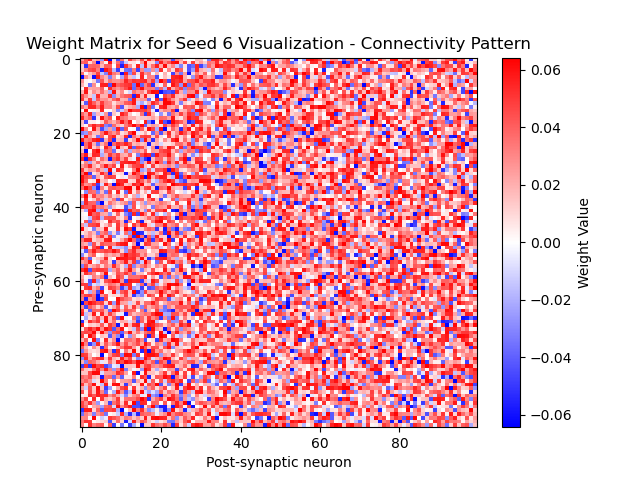 Weight Matrix for Seed 6 Visualization - Connectivity Pattern
Pre-synaptic neuron
0
20
40
60
80
0 20 40 60 80
Post-synaptic neuron
0.06
0.04
0.02
0.00
−0.02
−0.04
−0.06
Weight Value